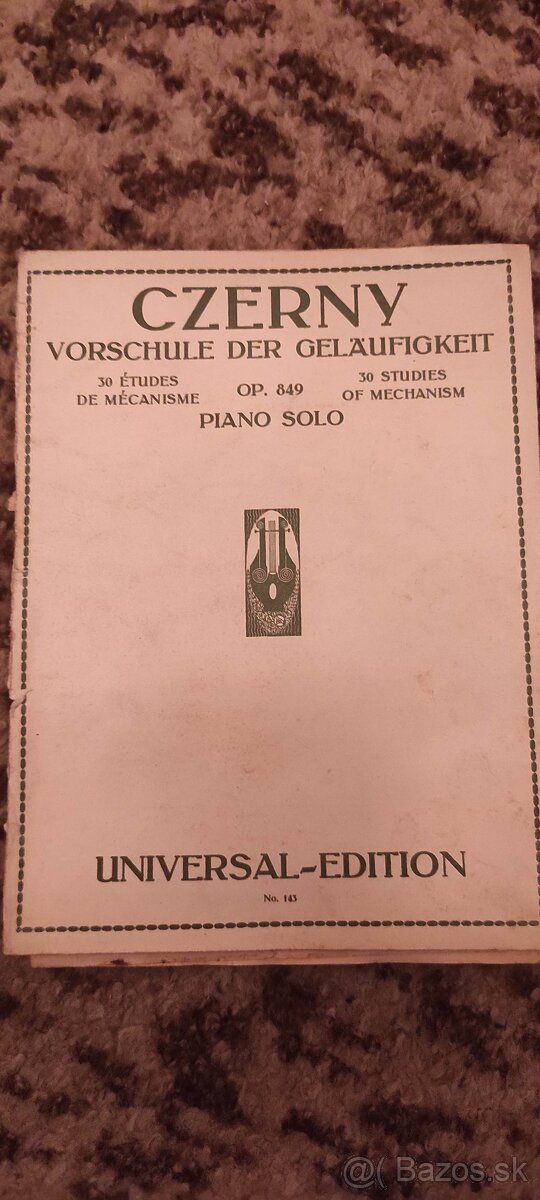 CZERNY
VORSCHULE DER GELÄUFIGKEIT
30 ÉTUDES
DE MÉCANISME
OP. 849
30 STUDIES
OF MECHANISM
PIANO SOLO
UNIVERSAL-EDITION
No. 143
@( Bazos.sk